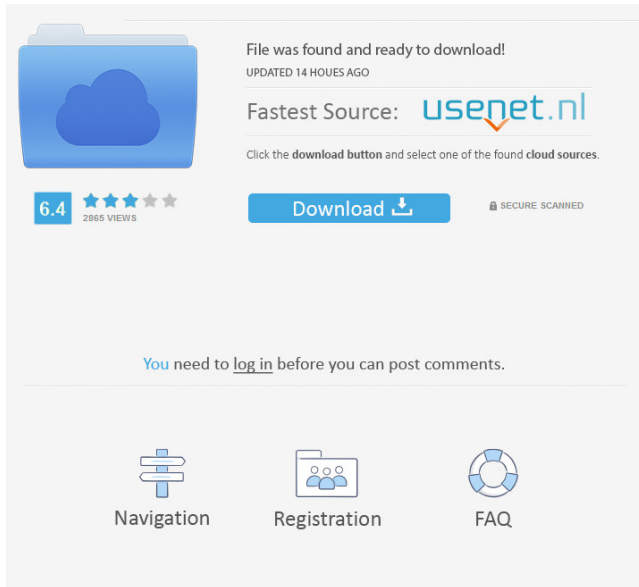 File was found and ready to download!
UPDATED 14 HOUES AGO
Fastest Source: usenet.nl
Click the download button and select one of the found cloud sources.
6.4
2865 VIEWS
Download
SECURE SCANNED
You need to log in before you can post comments.
Navigation
Registration
FAQ